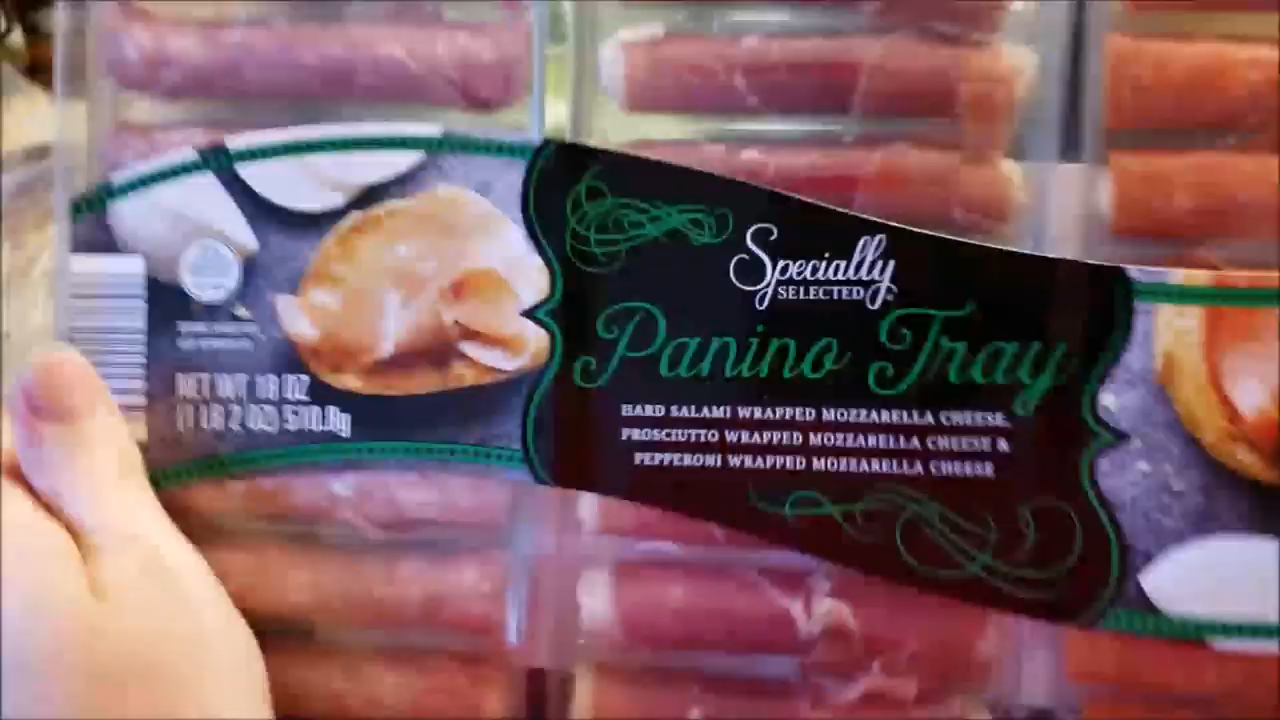 Specially
SELECTED
Panino Tray
HARD SALAMI WRAPPED MOZZARELLA CHEESE,
PROSCIUTTO WRAPPED MOZZARELLA CHEESE &
PEPPERONI WRAPPED MOZZARELLA CHEESE
NET WT 18 OZ
(1 LB 2 OZ) 510.3g